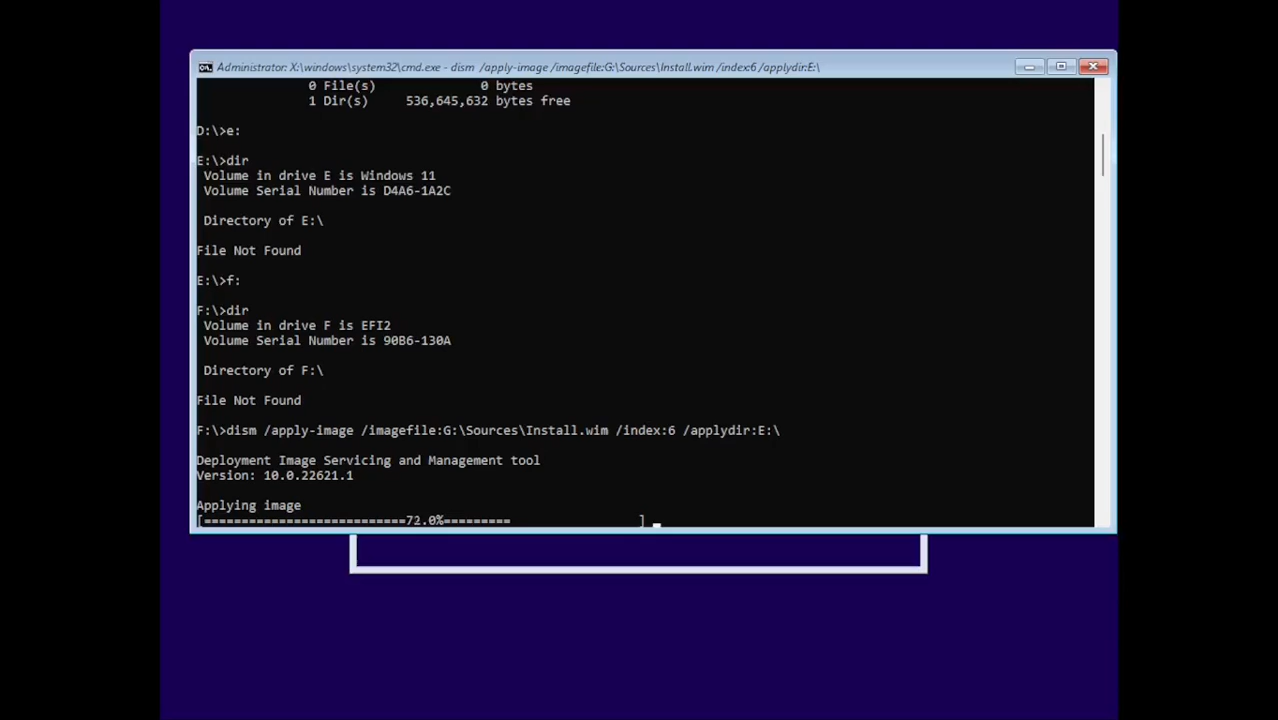 Administrator: X:\windows\system32\cmd.exe - dism  /apply-image /imagefile:G:\Sources\Install.wim /index6 /applydir:E:\
0 File(s)              0 bytes
1 Dir(s)     536,645,632 bytes free
D:\>e:
E:\>dir
Volume in drive E is Windows 11
Volume Serial Number is D4A6-1A2C
Directory of E:\
File Not Found
E:\>f:
F:\>dir
Volume in drive F is EFI2
Volume Serial Number is 90B6-130A
Directory of F:\
File Not Found
F:\>dism /apply-image /imagefile:G:\Sources\Install.wim /index:6 /applydir:E:\
Deployment Image Servicing and Management tool
Version: 10.0.22621.1
Applying image
[===========================72.0%=========                 ]